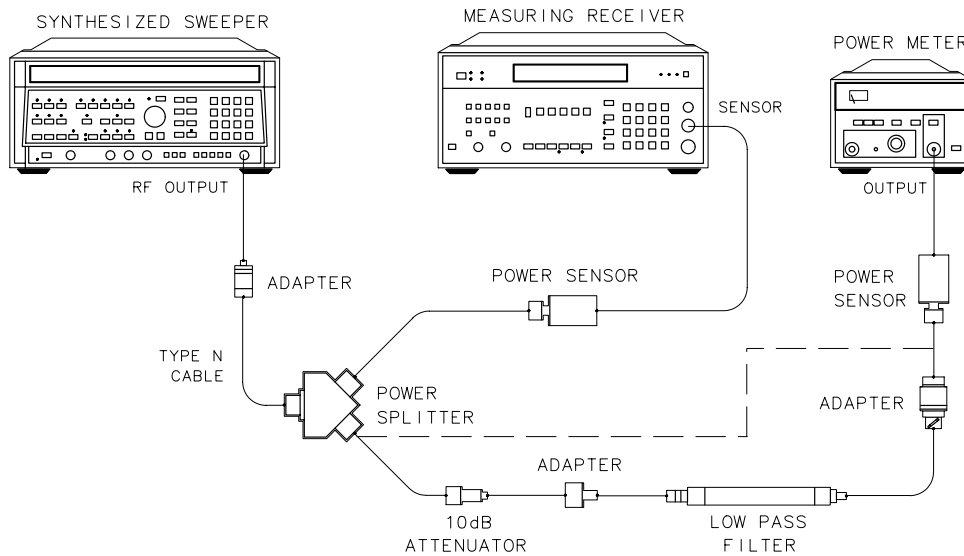 SYNTHESIZED SWEEPER
MEASURING RECEIVER
POWER METER
SENSOR
RF OUTPUT
OUTPUT
ADAPTER
POWER SENSOR
POWER
SENSOR
TYPE N
CABLE
POWER
SPLITTER
ADAPTER
ADAPTER
10dB
ATTENUATOR
LOW PASS
FILTER